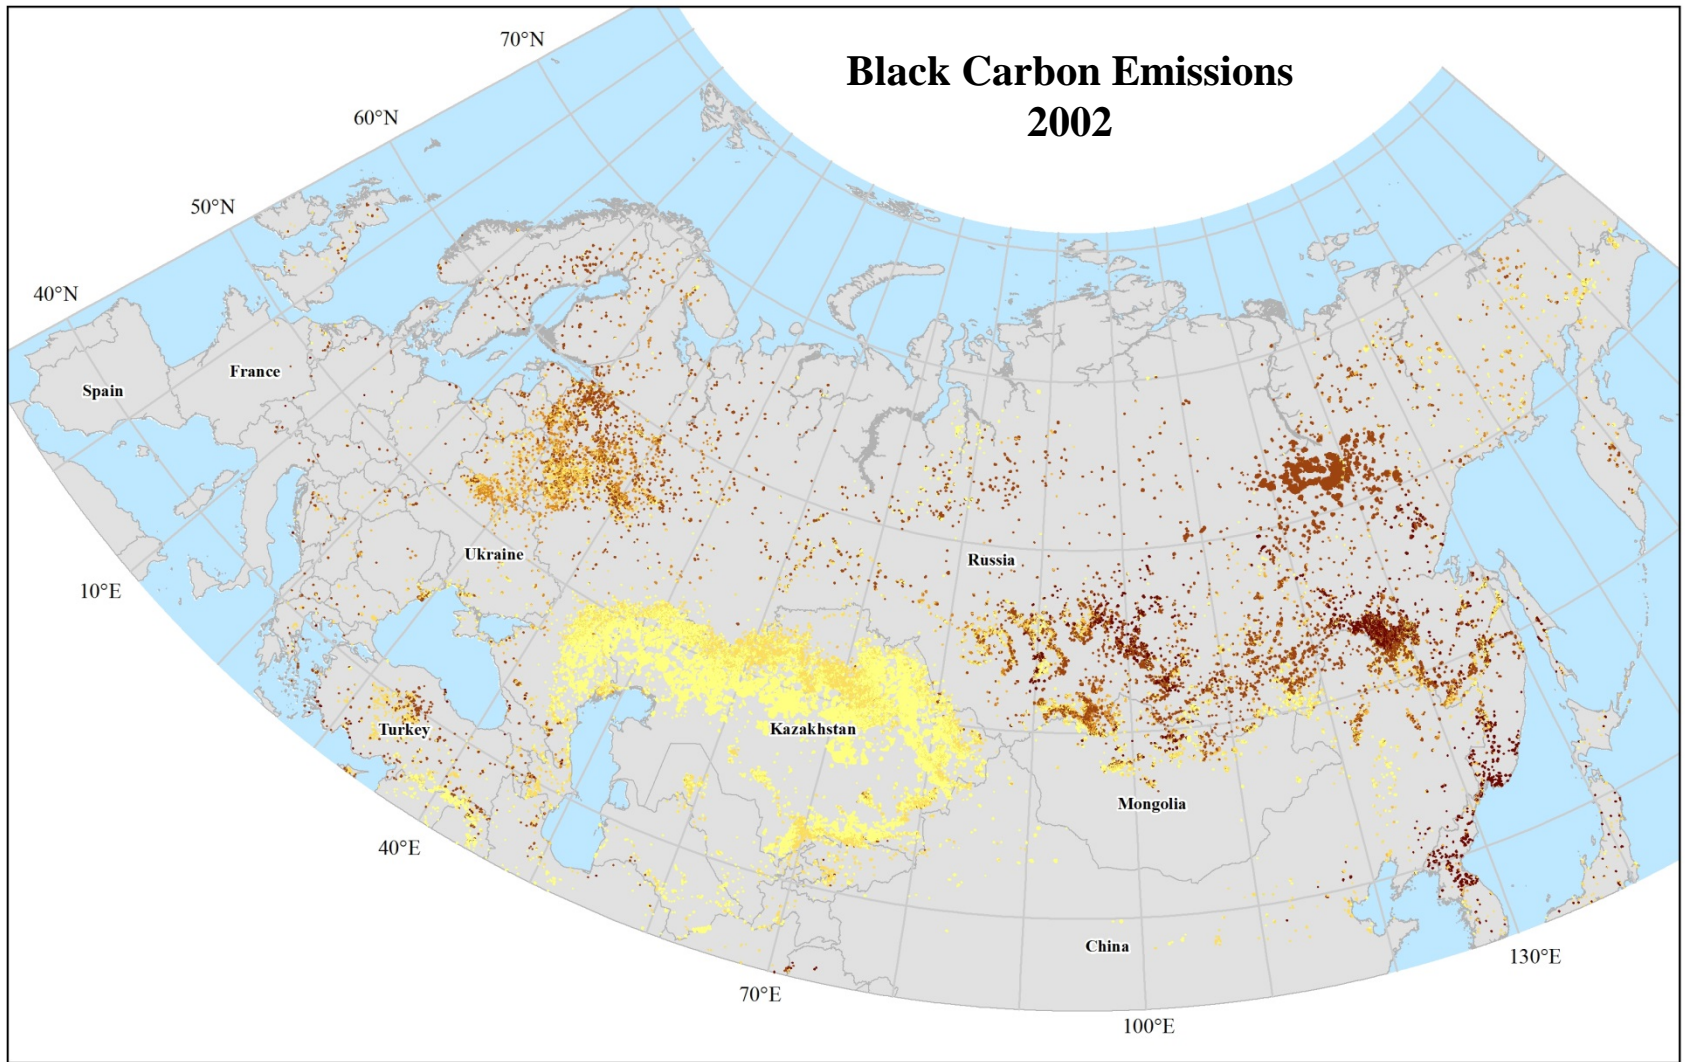 Black Carbon Emissions
2002
70°N
60°N
50°N
40°N
Spain
France
Ukraine
Russia
10°E
Turkey
Kazakhstan
Mongolia
40°E
China
130°E
70°E
100°E